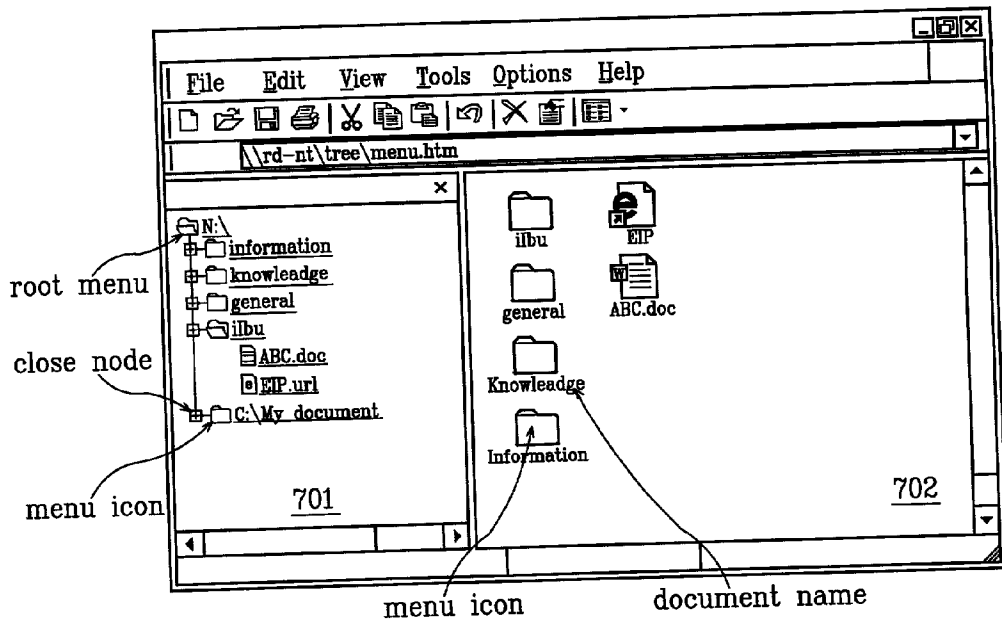 File Edit View Tools Options Help
\\rd-nt\tree\menu.htm
N:\
information
knowleadge
general
ilbu
ABC.doc
EIP.url
C:\My document
701
root menu
close node
menu icon
ilbu
EIP
general
ABC.doc
Knowleadge
Information
702
menu icon
document name